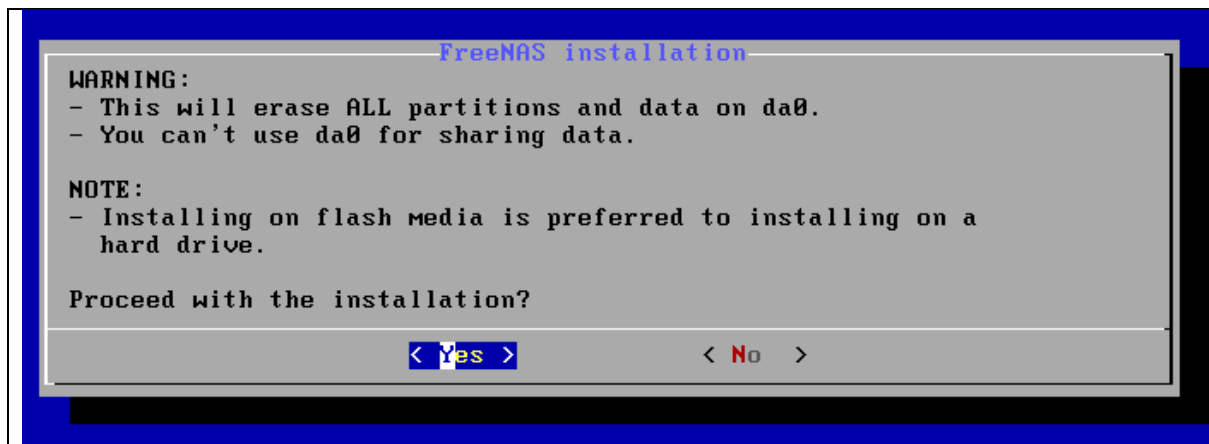 FreeNAS installation
WARNING:
- This will erase ALL partitions and data on da0.
- You can't use da0 for sharing data.
NOTE:
- Installing on flash media is preferred to installing on a
hard drive.
Proceed with the installation?
< Yes > < No >